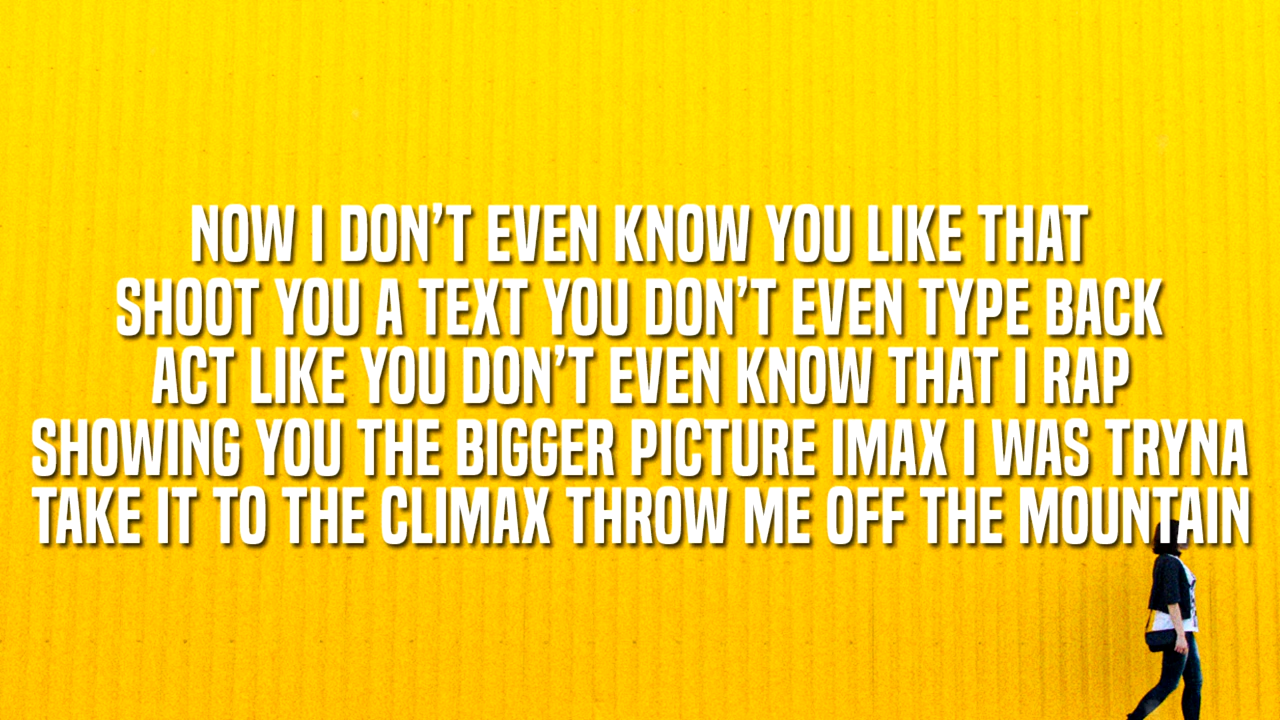 NOW I DON’T EVEN KNOW YOU LIKE THAT
SHOOT YOU A TEXT YOU DON’T EVEN TYPE BACK
ACT LIKE YOU DON’T EVEN KNOW THAT I RAP
SHOWING YOU THE BIGGER PICTURE IMAX I WAS TRYNA
TAKE IT TO THE CLIMAX THROW ME OFF THE MOUNTAIN